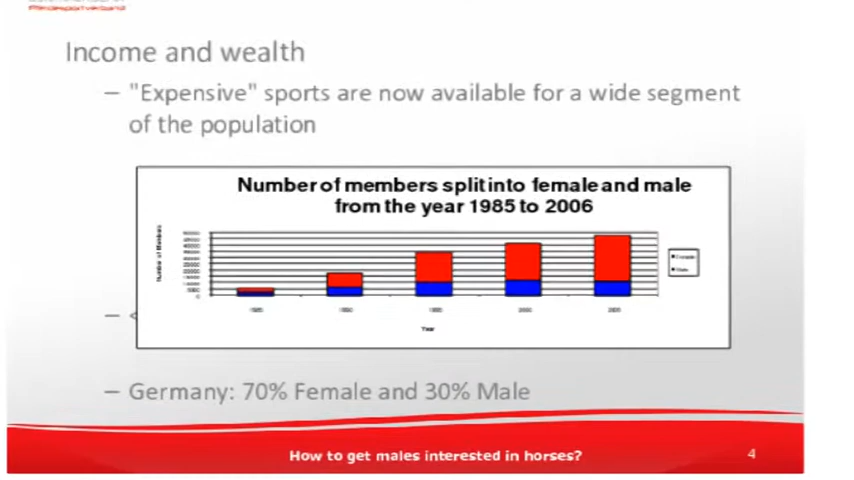 Income and wealth
– "Expensive" sports are now available for a wide segment
of the population
Number of members split into female and male
from the year 1985 to 2006
Number of Members
Year
– Germany: 70% Female and 30% Male
How to get males interested in horses?
4